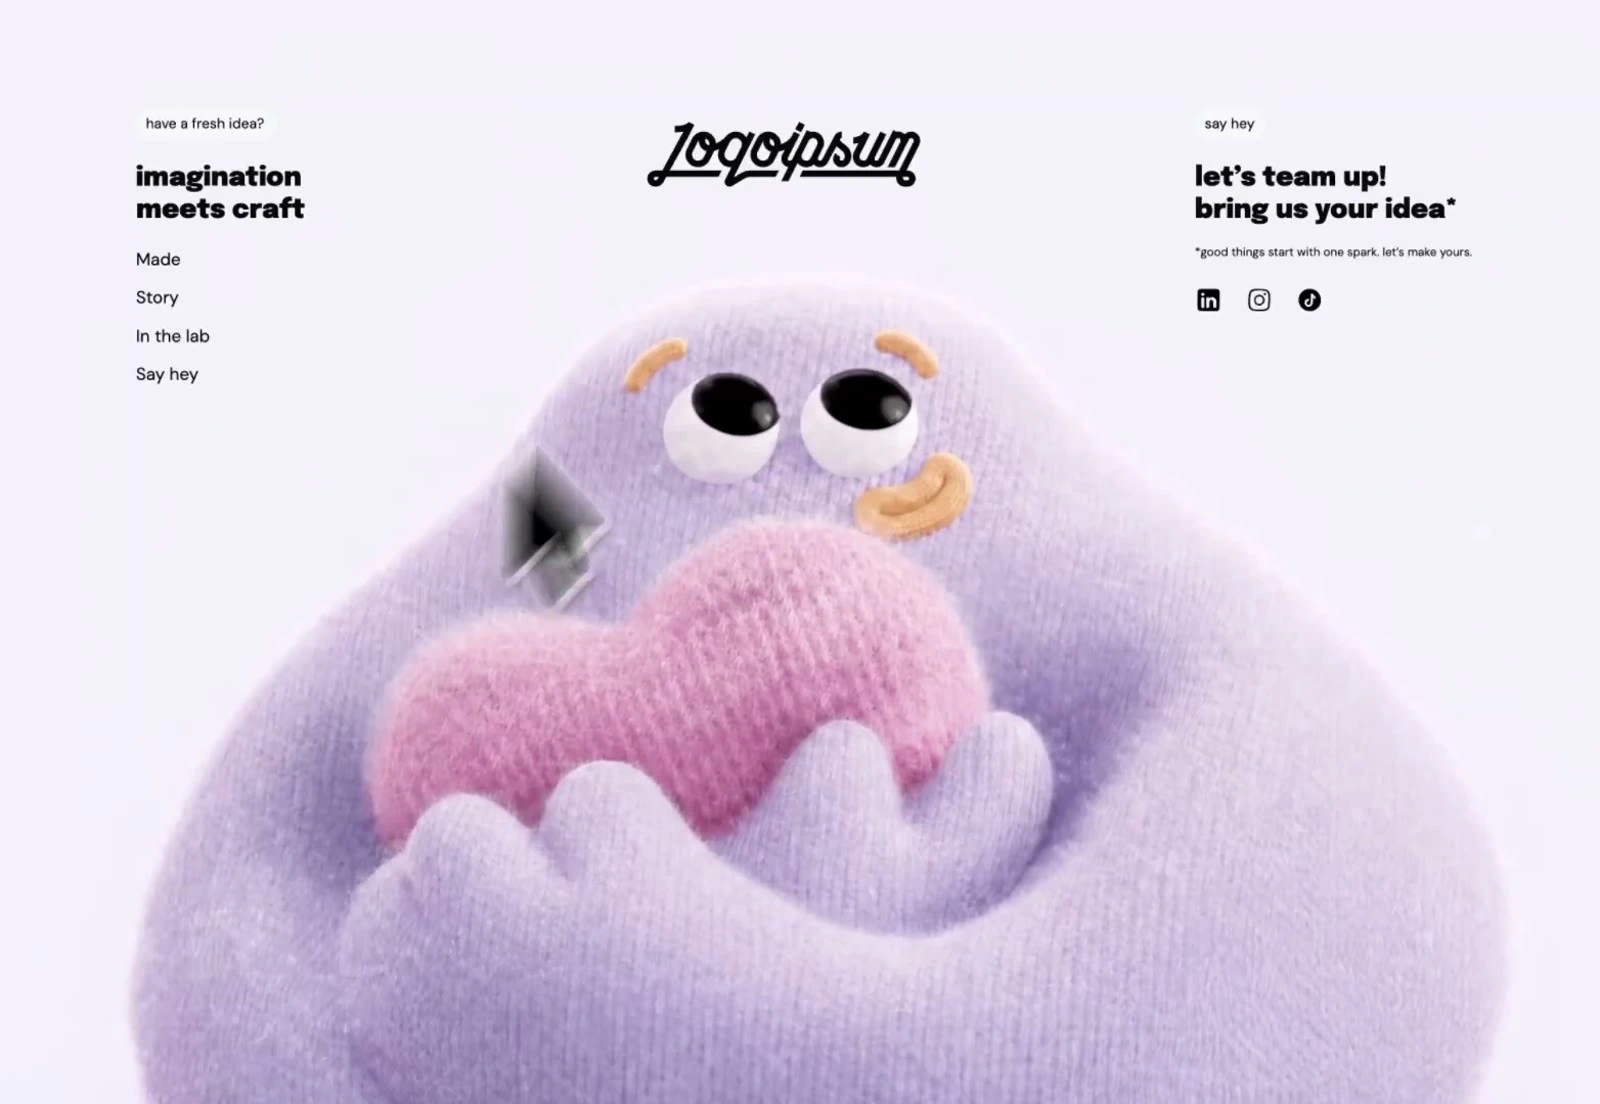 have a fresh idea?
imagination
meets craft
Made
Story
In the lab
Say hey
logoipsum
say hey
let's team up!
bring us your idea*
*good things start with one spark. let's make yours.